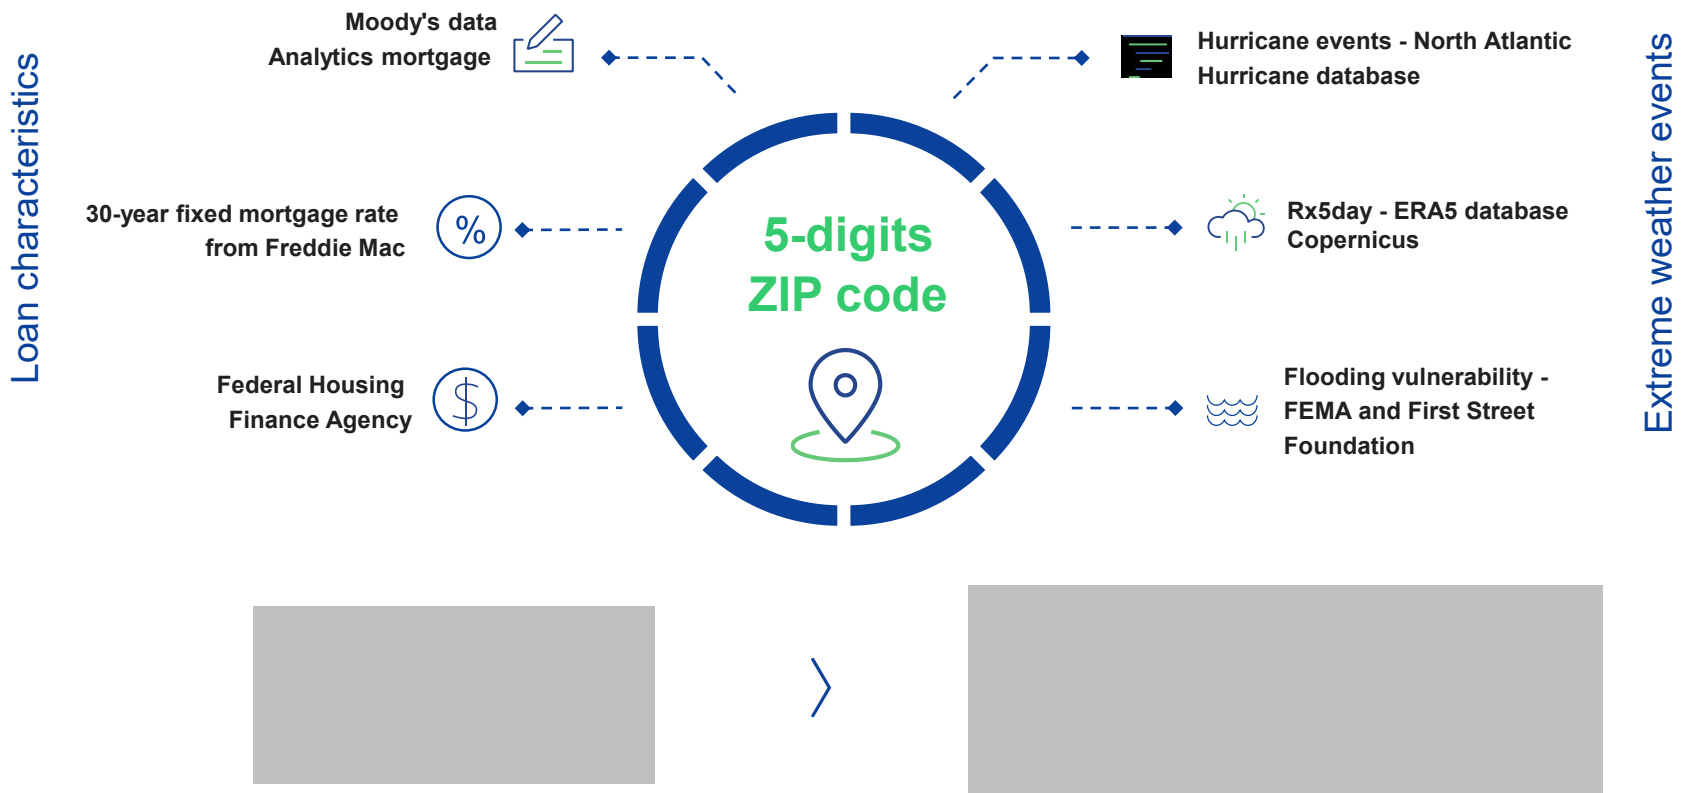 Loan characteristics
Moody's data
Analytics mortgage
30-year fixed mortgage rate
from Freddie Mac
%
Federal Housing
Finance Agency
$
5-digits
ZIP code
Hurricane events - North Atlantic
Hurricane database
Rx5day - ERA5 database
Copernicus
Flooding vulnerability -
FEMA and First Street
Foundation
Extreme weather events